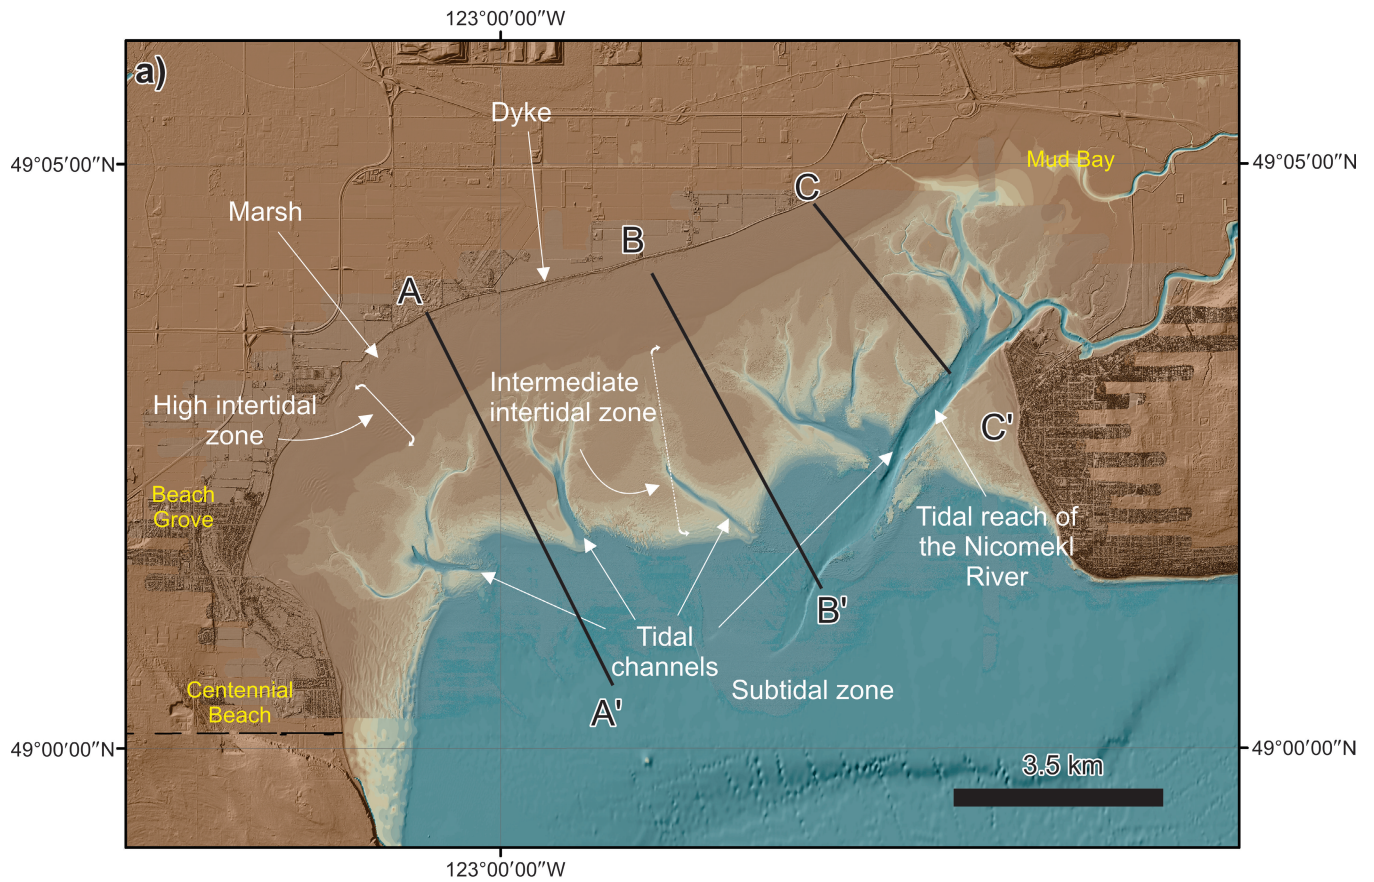 123°00′00″W
a)
Dyke
49°05′00″N
49°05′00″N
Mud Bay
C
Marsh
B
A
Intermediate
intertidal zone
High intertidal
zone
C'
Beach
Grove
Tidal reach of
the Nicomekl
River
B'
Tidal
channels
Subtidal zone
Centennial
Beach
A'
49°00′00″N
49°00′00″N
3.5 km
123°00′00″W